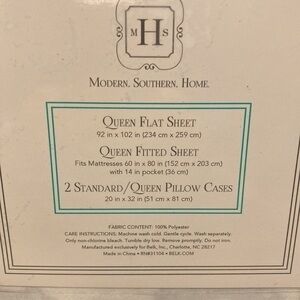 M H S
MODERN. SOUTHERN. HOME.
QUEEN FLAT SHEET
92 in x 102 in (234 cm x 259 cm)
QUEEN FITTED SHEET
Fits Mattresses 60 in x 80 in (152 cm x 203 cm)
with 14 in pocket (36 cm)
2 STANDARD/QUEEN PILLOW CASES
20 in x 32 in (51 cm x 81 cm)
FABRIC CONTENT: 100% Polyester
CARE INSTRUCTIONS: Machine wash cold. Gentle cycle. Wash separately.
Only non-chlorine bleach. Tumble dry low. Remove promptly. Do not iron.
Manufactured exclusively for Belk, Inc., Charlotte, NC 28217
Made in China • RN#31104 • BELK.COM